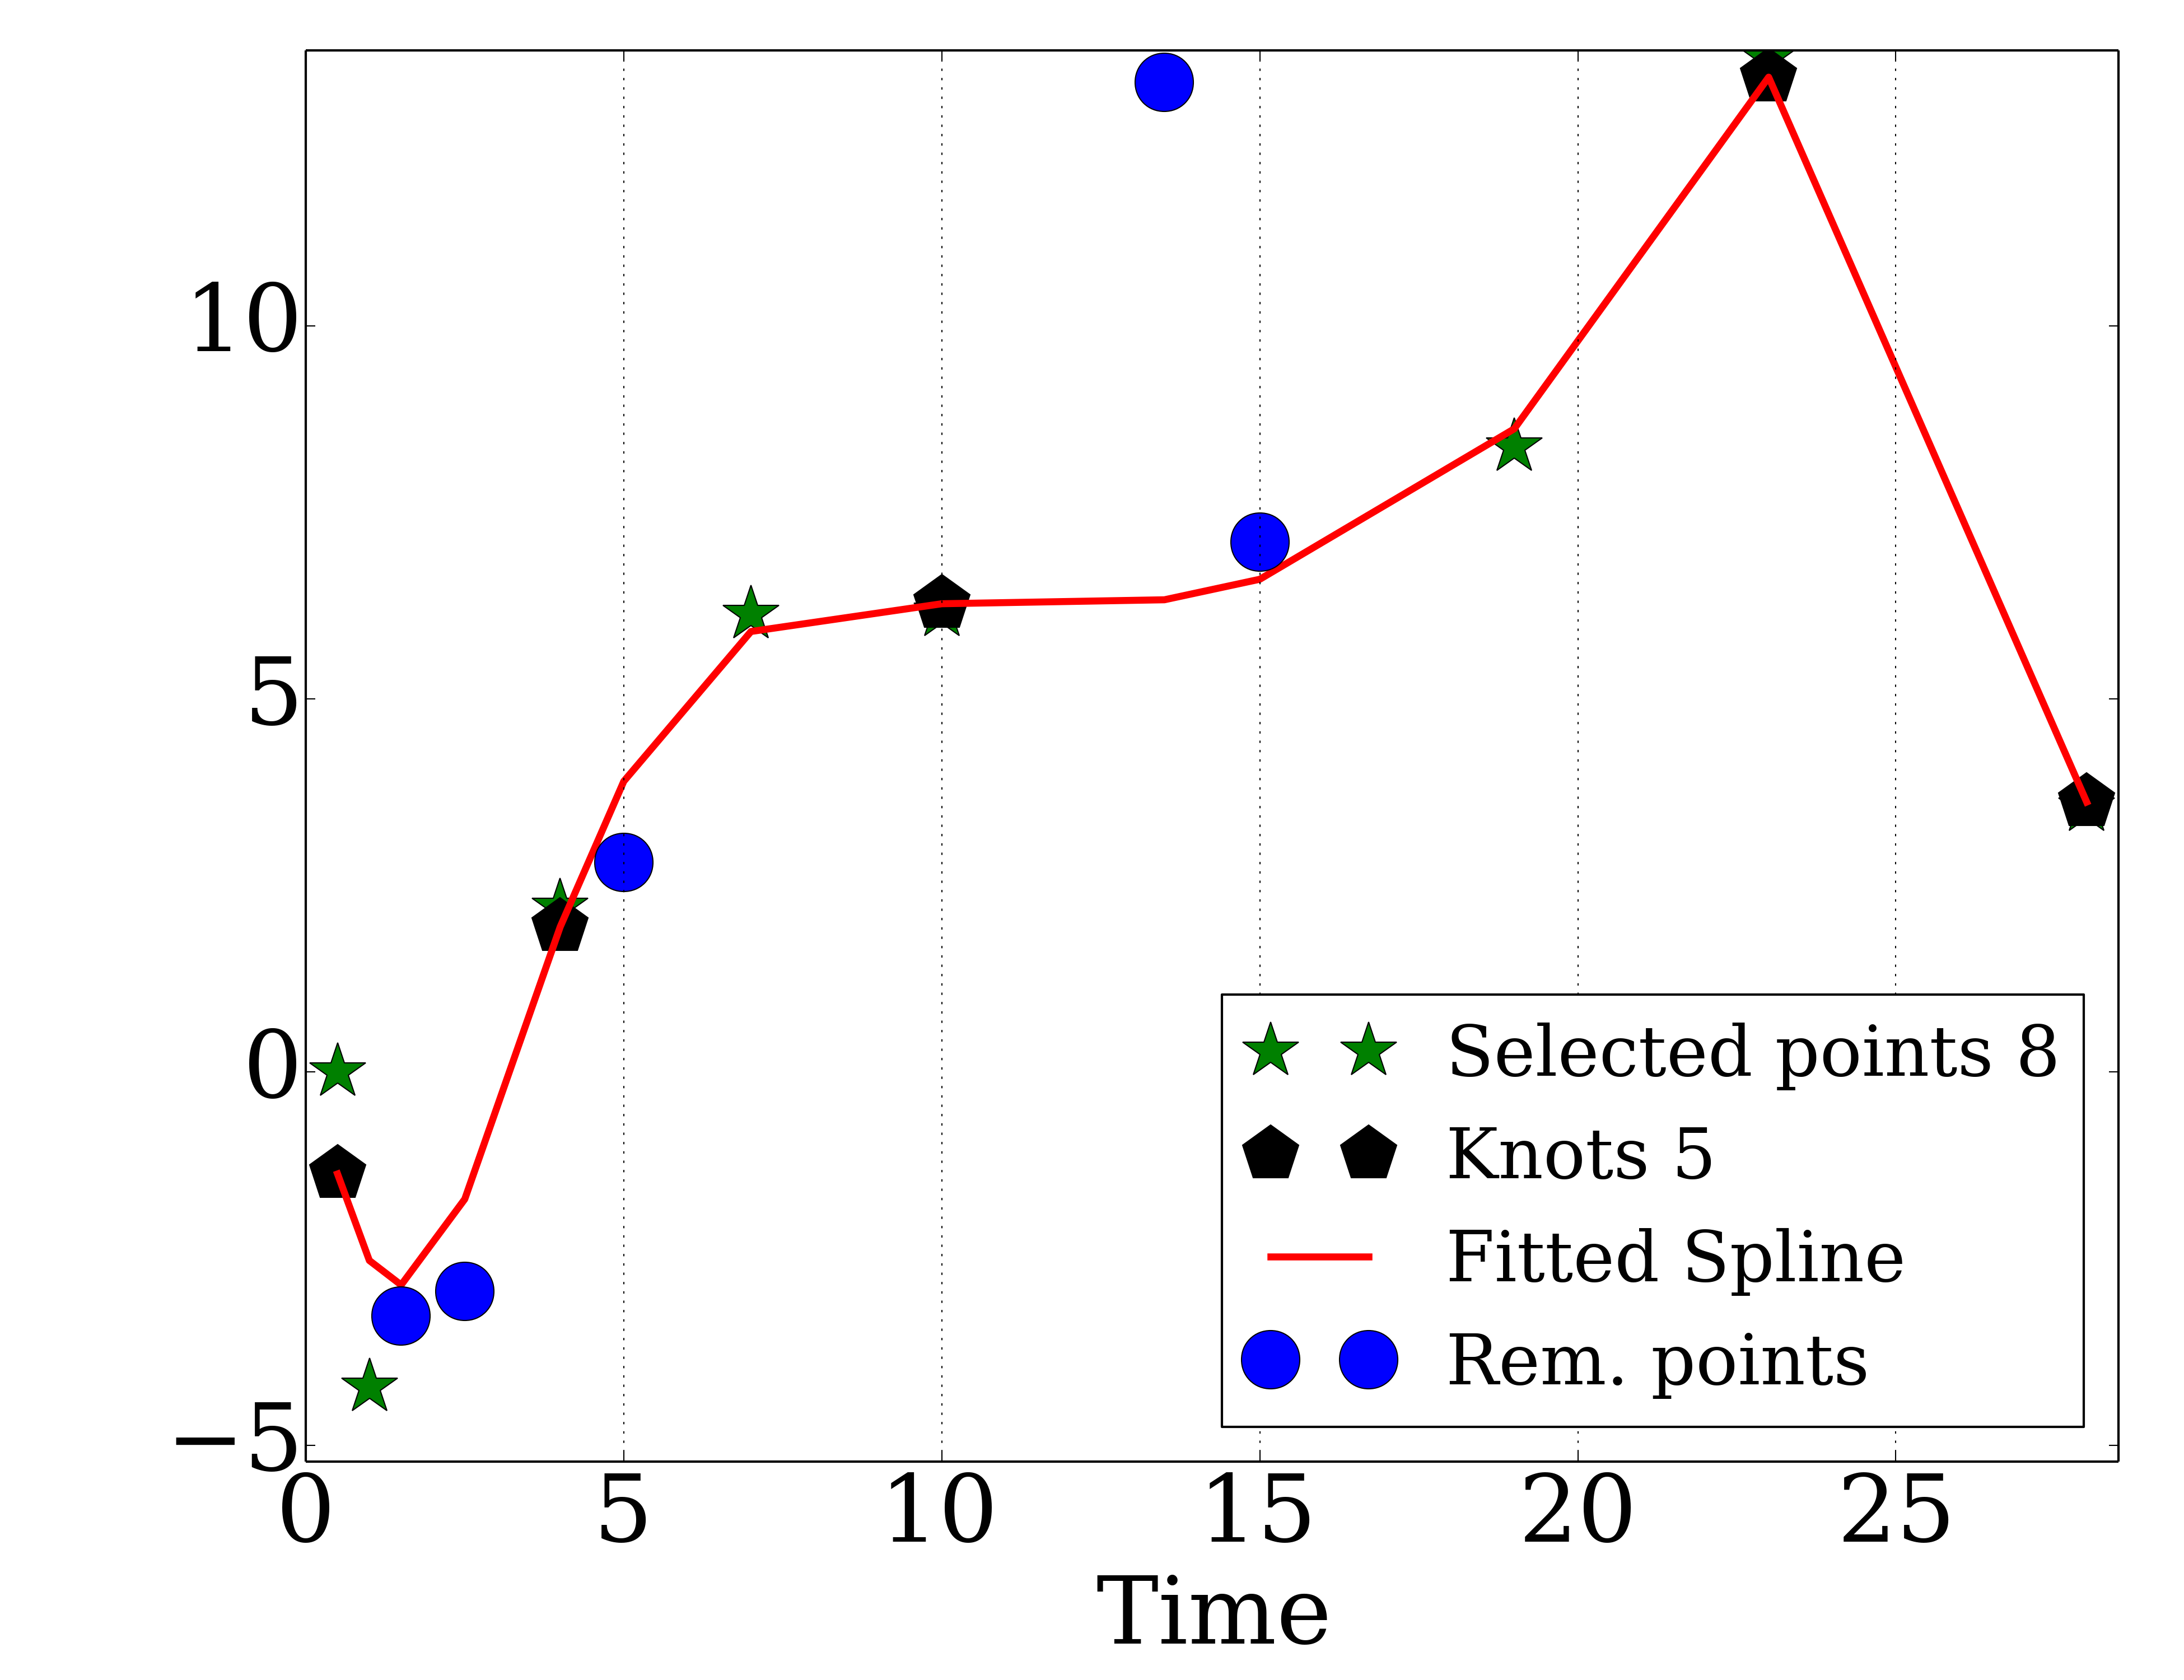 10
5
0
−5
0 5 10 15 20 25
Time
Selected points 8
Knots 5
Fitted Spline
Rem. points